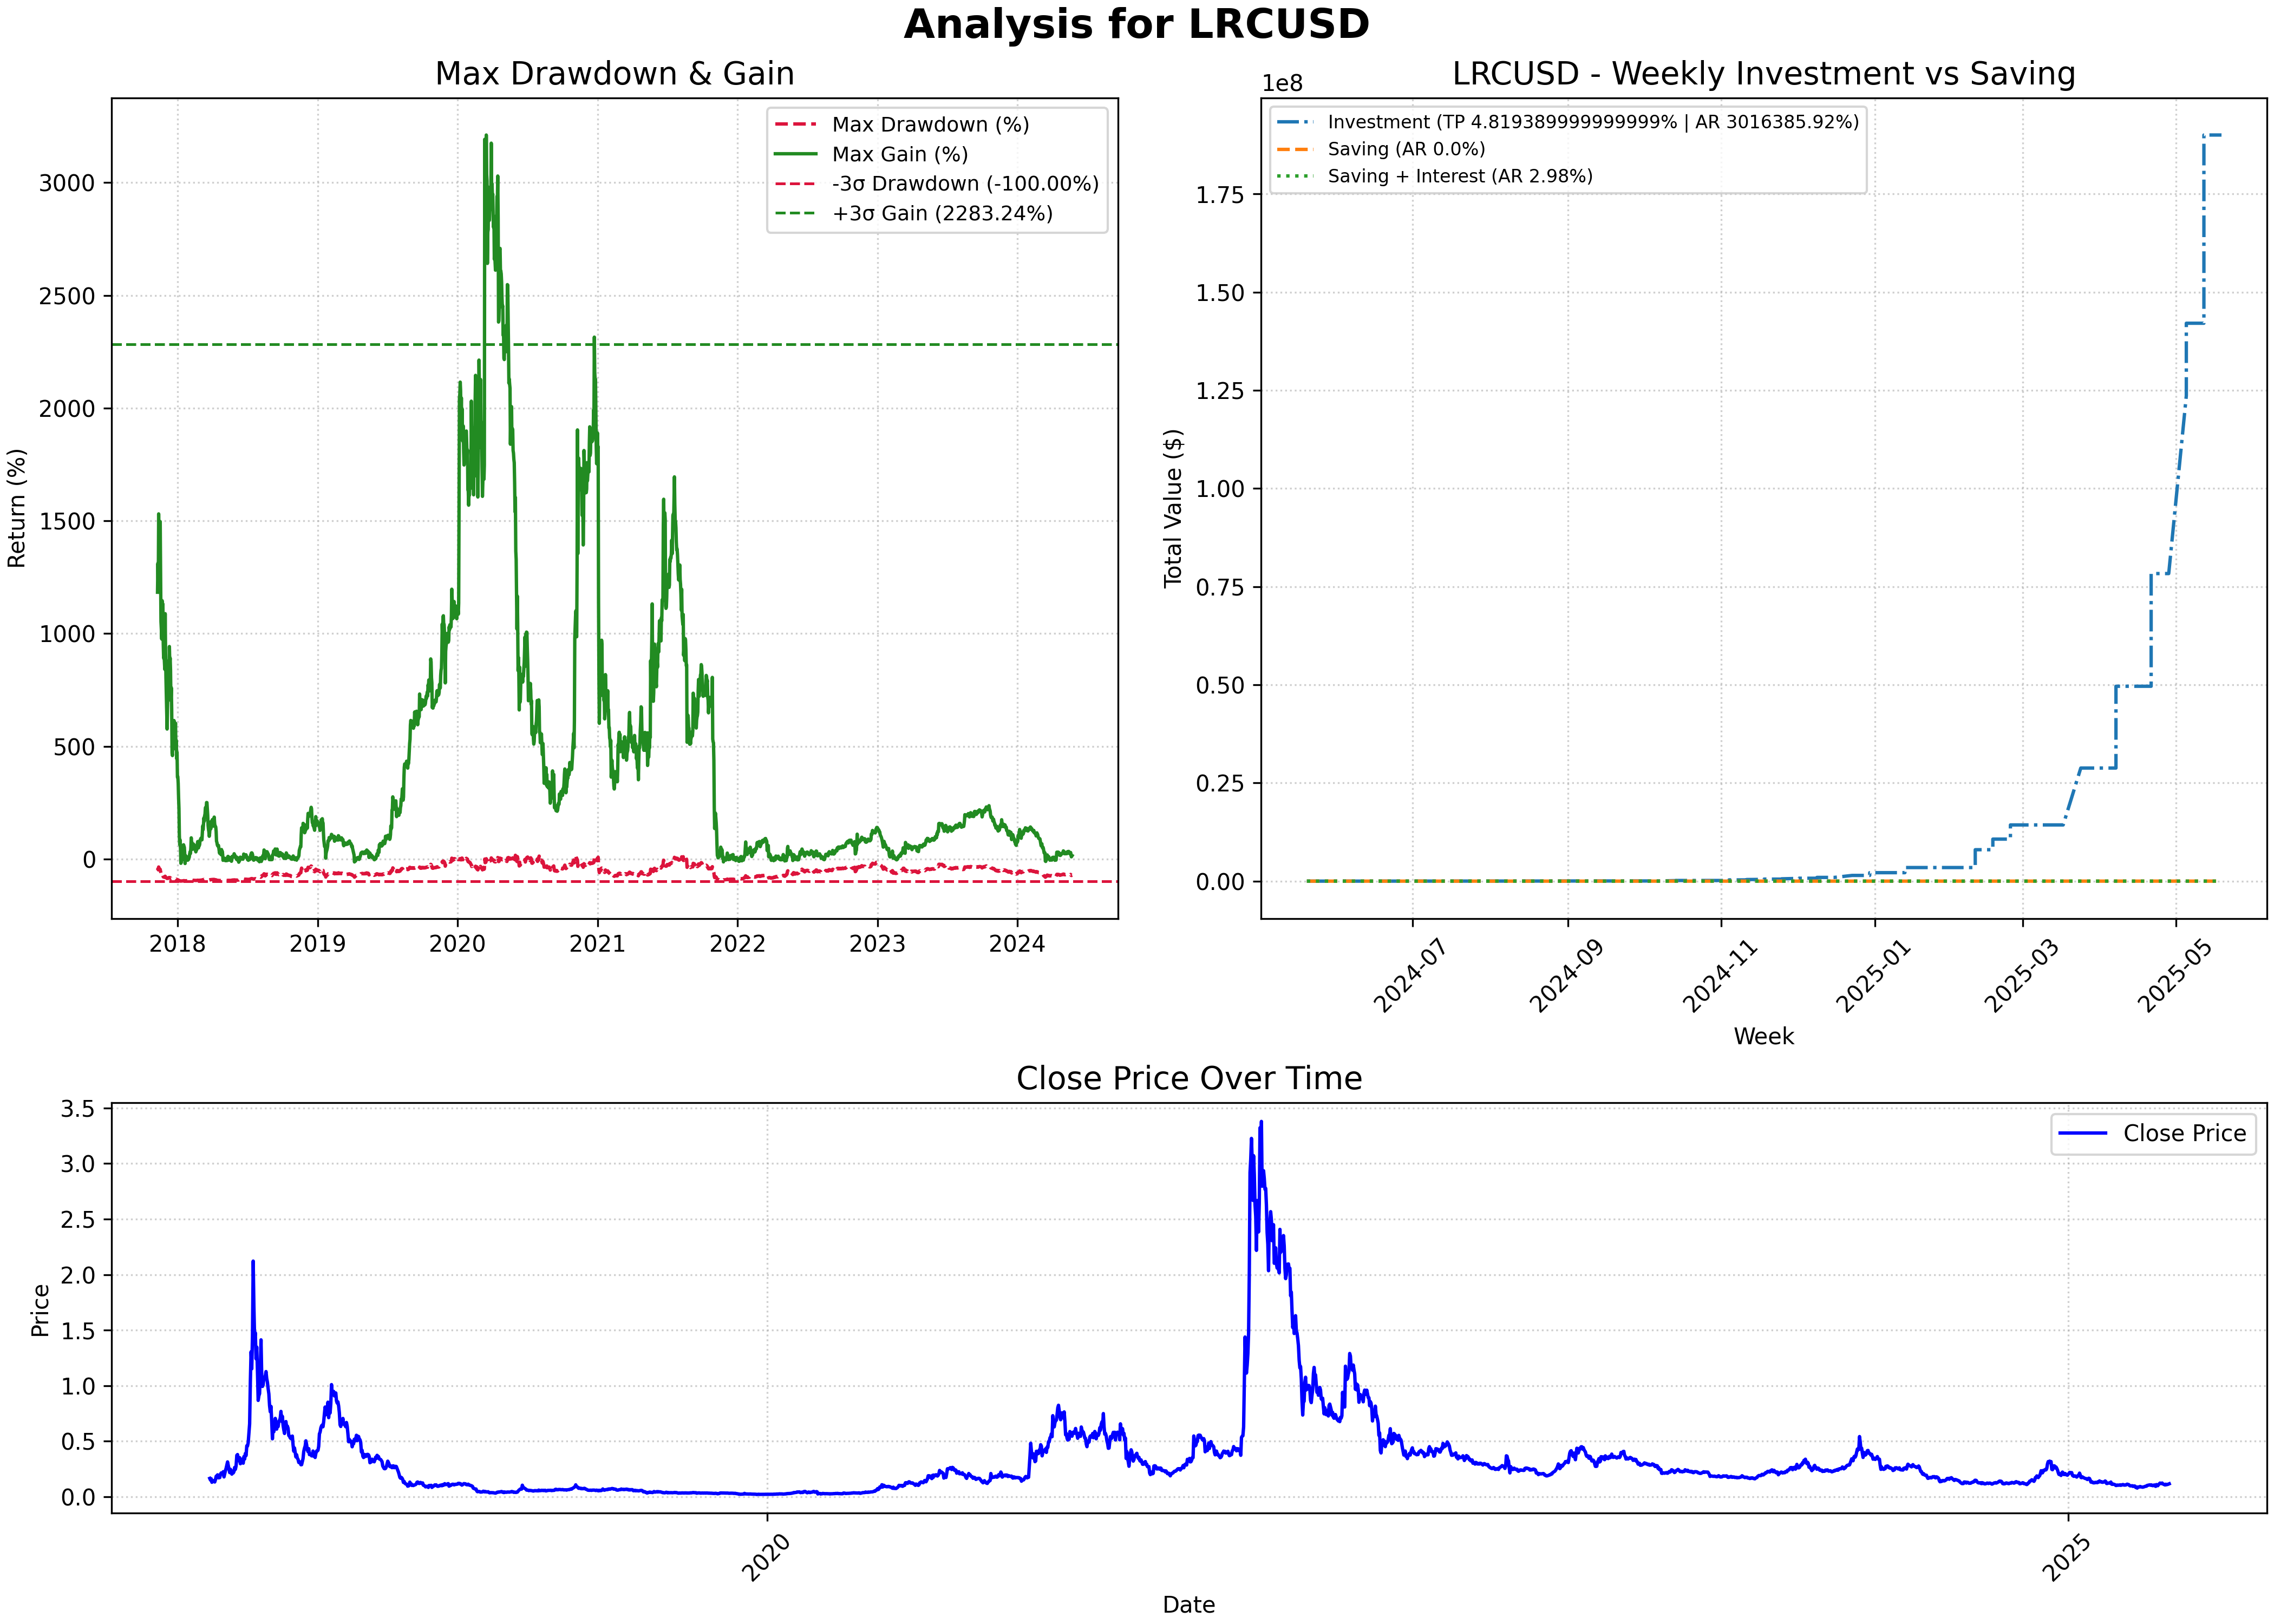 Analysis for LRCUSD
Max Drawdown & Gain
Return (%)
3000
2500
2000
1500
1000
500
0
2018 2019 2020 2021 2022 2023 2024
Max Drawdown (%)
Max Gain (%)
-3σ Drawdown (-100.00%)
+3σ Gain (2283.24%)
LRCUSD - Weekly Investment vs Saving
1e8
Total Value ($)
1.75
1.50
1.25
1.00
0.75
0.50
0.25
0.00
2024-07 2024-09 2024-11 2025-01 2025-03 2025-05
Week
Investment (TP 4.819389999999999% | AR 3016385.92%)
Saving (AR 0.0%)
Saving + Interest (AR 2.98%)
Close Price Over Time
Price
3.5
3.0
2.5
2.0
1.5
1.0
0.5
0.0
2020 2025
Date
Close Price